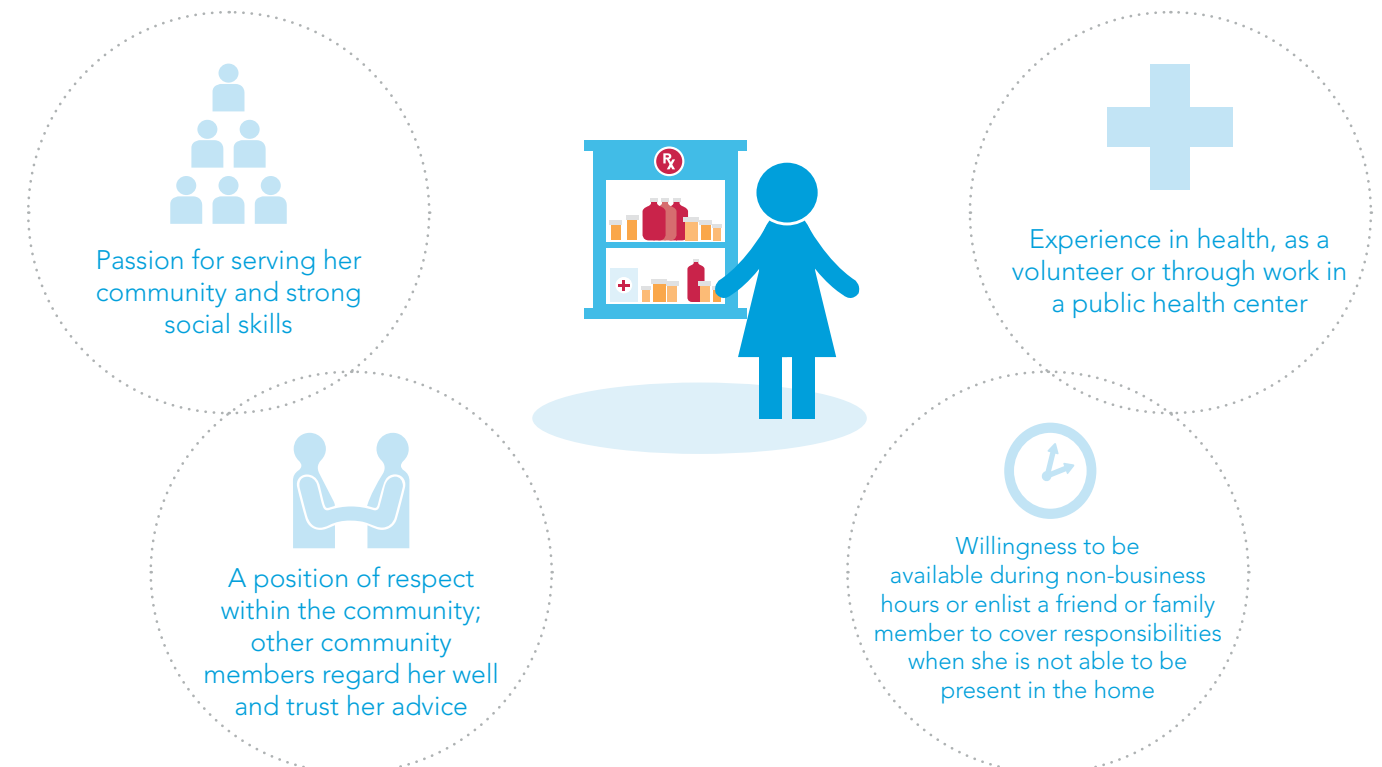 Passion for serving her
community and strong
social skills
Rx
Experience in health, as a
volunteer or through work in
a public health center
A position of respect
within the community;
other community
members regard her well
and trust her advice
Willingness to be
available during non-business
hours or enlist a friend or family
member to cover responsibilities
when she is not able to be
present in the home